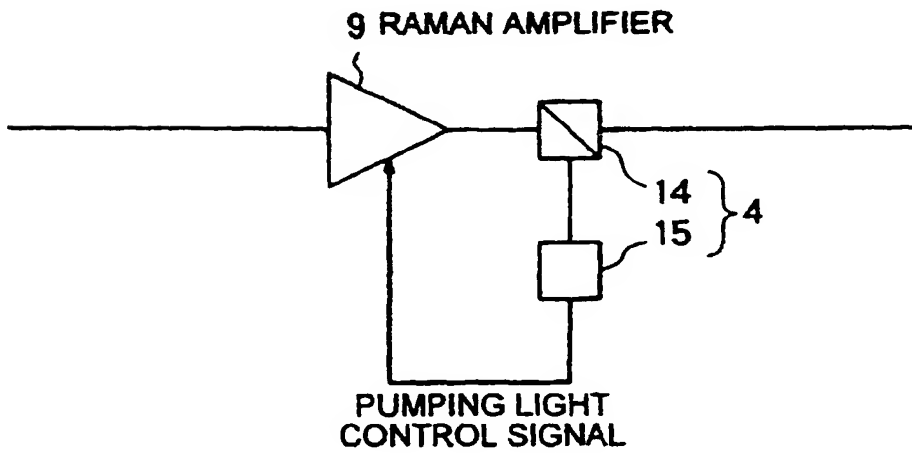 9 RAMAN AMPLIFIER
14
15
4
PUMPING LIGHT
CONTROL SIGNAL